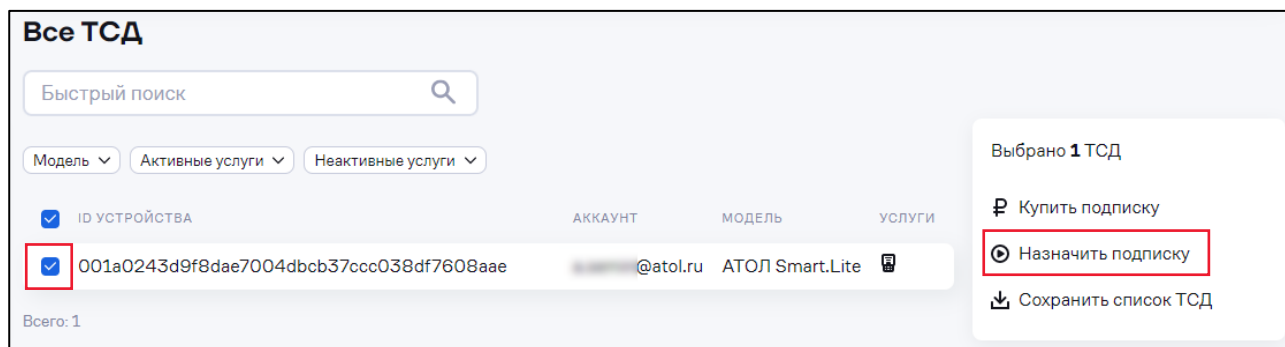 Все ТСД
Быстрый поиск
Модель Активные услуги Неактивные услуги
ID УСТРОЙСТВА АККАУНТ МОДЕЛЬ УСЛУГИ
001a0243d9f8dae7004dbcb37ccc038df7608aae @atol.ru АТОЛ Smart.Lite
Всего: 1
Выбрано 1 ТСД
₽ Купить подписку
Назначить подписку
Сохранить список ТСД